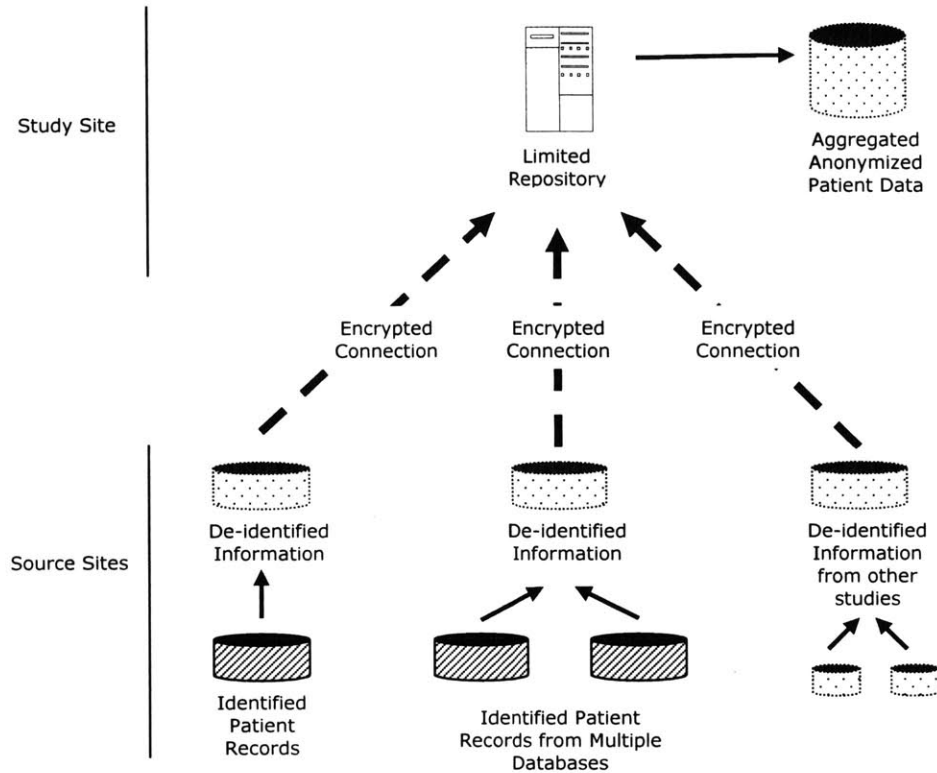 Study Site
Limited
Repository
Aggregated
Anonymized
Patient Data
Encrypted
Connection
Encrypted
Connection
Encrypted
Connection
Source Sites
De-identified
Information
De-identified
Information
De-identified
Information
from other
studies
Identified
Patient
Records
Identified Patient
Records from Multiple
Databases